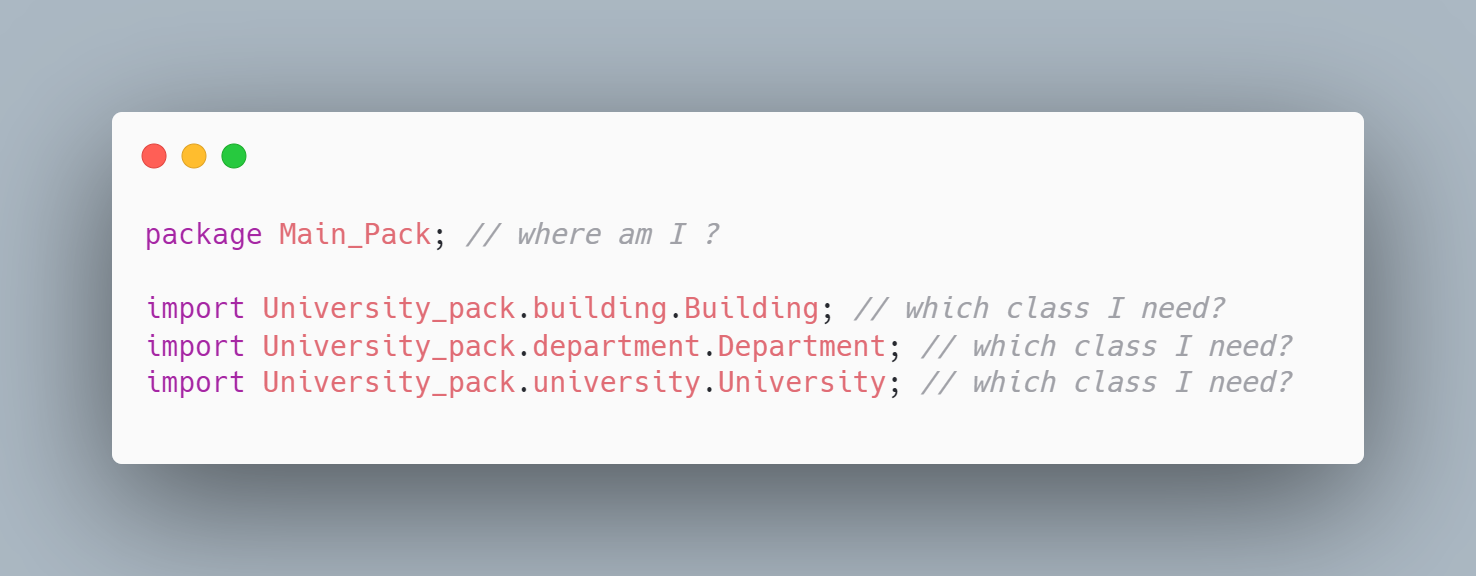 package Main_Pack; // where am I ?
import University_pack.building.Building; // which class I need?
import University_pack.department.Department; // which class I need?
import University_pack.university.University; // which class I need?